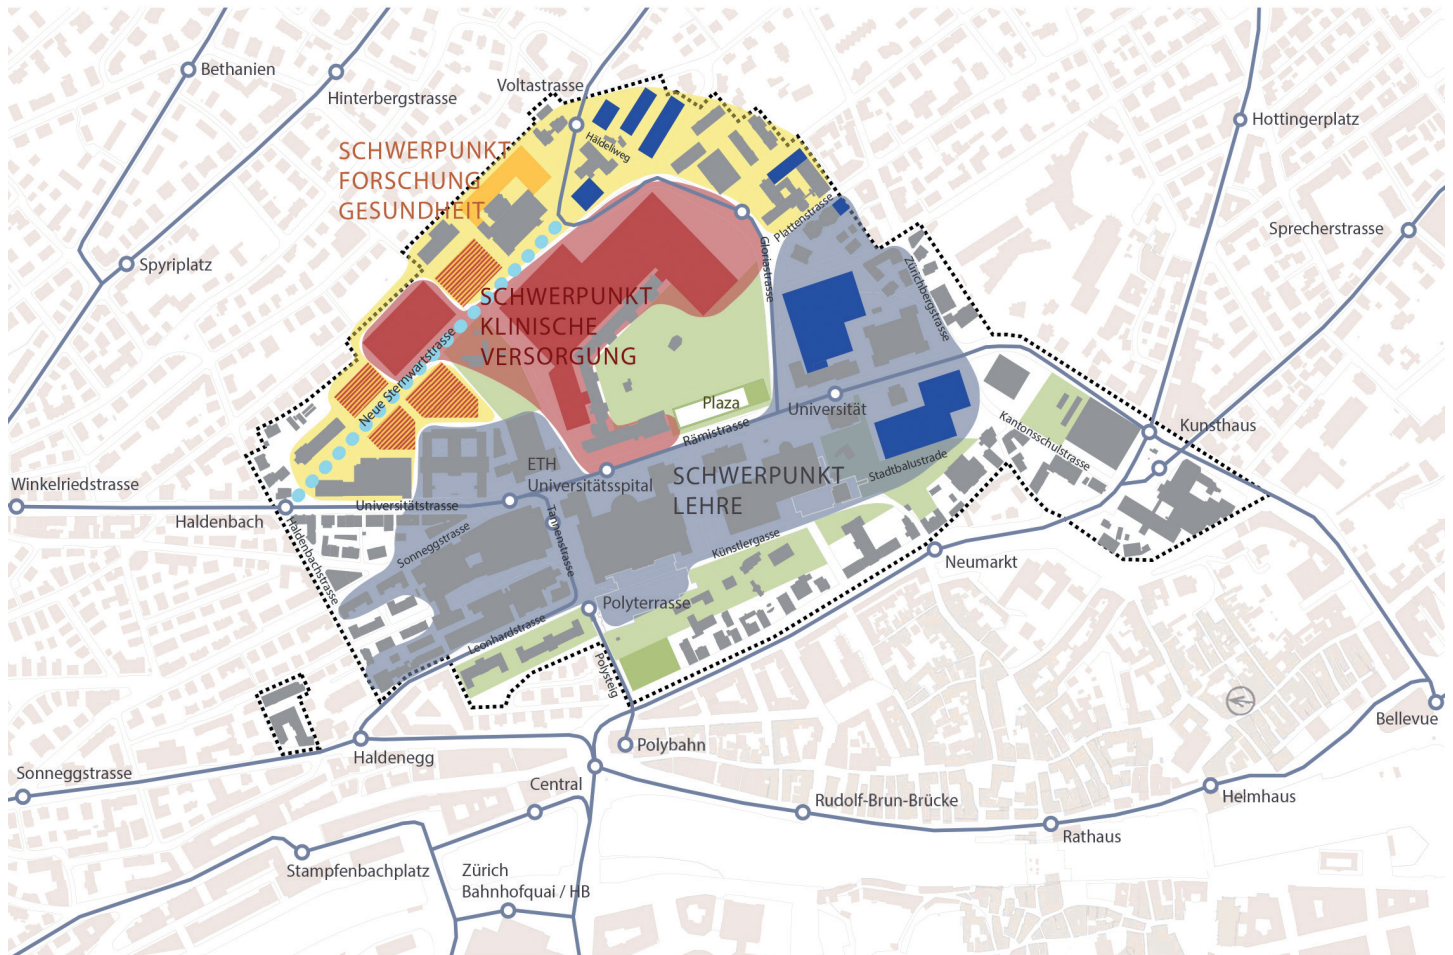 Bethanien
Hinterbergstrasse
Voltastrasse
Hottingerplatz
Häldeliweg
SCHWERPUNKT
FORSCHUNG
GESUNDHEIT
Plattenstrasse
Sprecherstrasse
Spyriplatz
Gloriastrasse
Zürichbergstrasse
SCHWERPUNKT
KLINISCHE
VERSORGUNG
Neue Sternwartstrasse
Plaza
Universität
Rämistrasse
Kantonsschulstrasse
Kunsthaus
ETH
Universitätsspital
SCHWERPUNKT
LEHRE
Stadtbalustrade
Winkelriedstrasse
Haldenbach
Universitätstrasse
Haldenbachstrasse
Sonneggstrasse
Tannenstrasse
Künstlergasse
Neumarkt
Polyterrasse
Leonhardstrasse
Polysteig
Bellevue
Haldenegg
Polybahn
Sonneggstrasse
Central
Rudolf-Brun-Brücke
Helmhaus
Rathaus
Stampfenbachplatz
Zürich
Bahnhofquai / HB